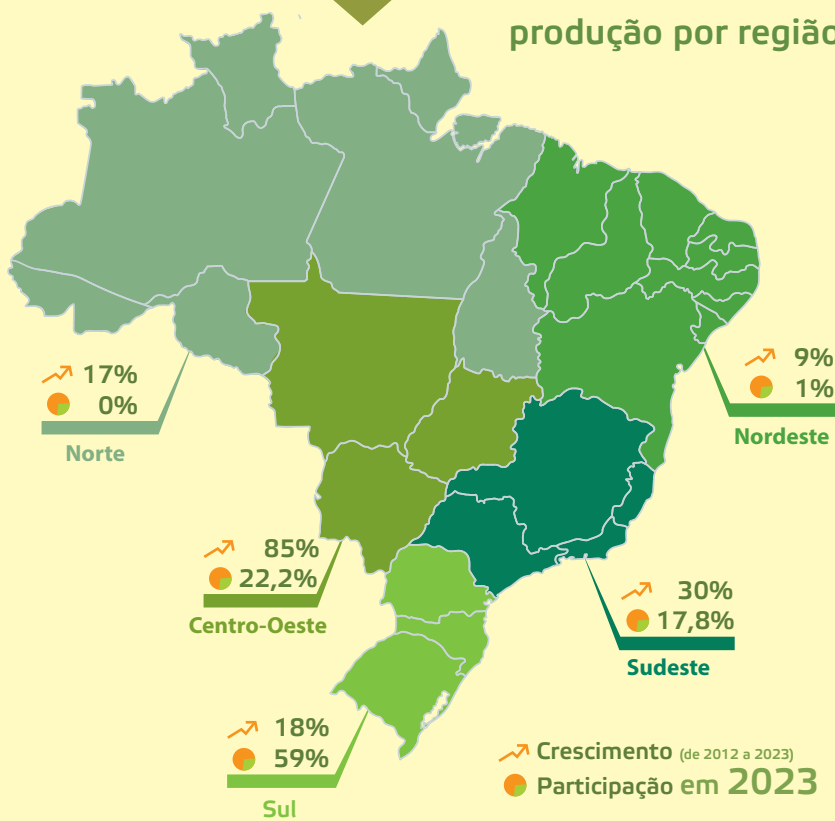 produção por região
17%
0%
Norte
9%
1%
Nordeste
85%
22,2%
Centro-Oeste
30%
17,8%
Sudeste
18%
59%
Sul
Crescimento (de 2012 a 2023)
Participação em 2023